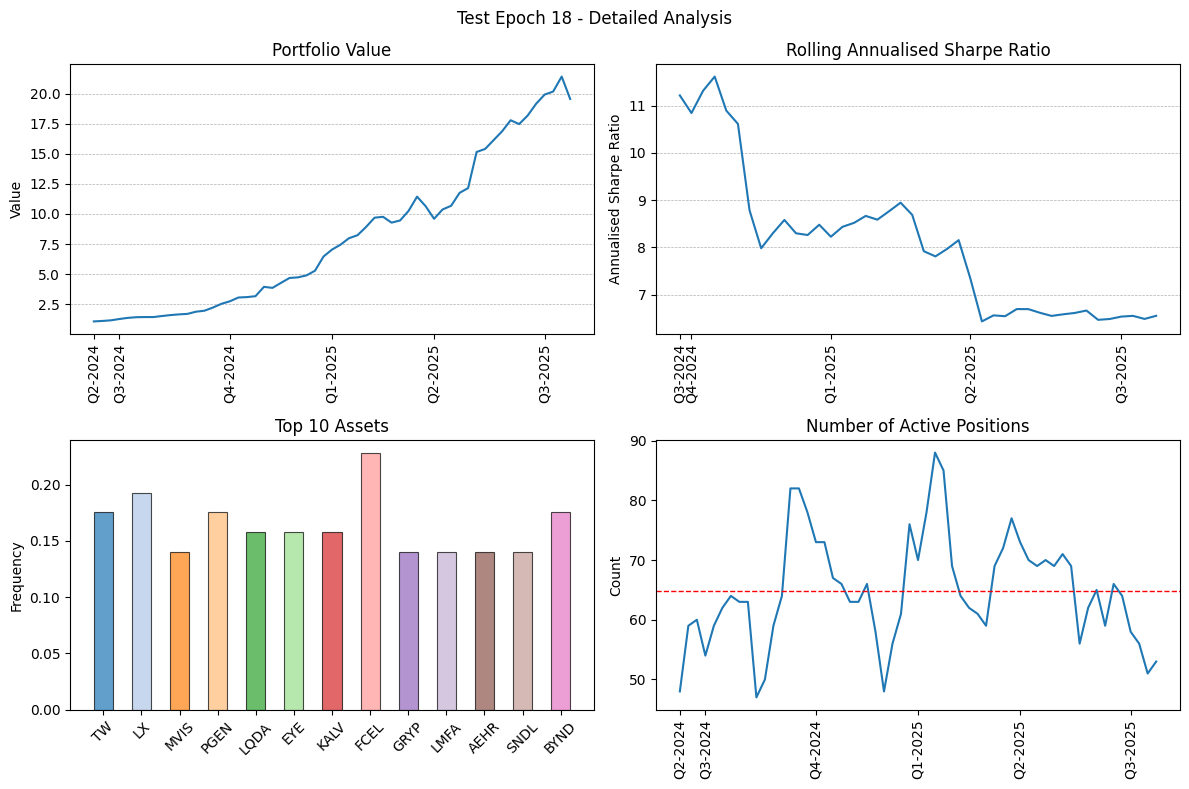 Test Epoch 18 - Detailed Analysis
Portfolio Value
Value
20.0
17.5
15.0
12.5
10.0
7.5
5.0
2.5
Q2-2024
Q3-2024
Q4-2024
Q1-2025
Q2-2025
Q3-2025
Rolling Annualised Sharpe Ratio
Annualised Sharpe Ratio
11
10
9
8
7
Q3-2024
Q4-2024
Q1-2025
Q2-2025
Q3-2025
Top 10 Assets
Frequency
0.20
0.15
0.10
0.05
0.00
TW
LX
MVIS
PGEN
LQDA
EYE
KALV
FCEL
GRYP
LMFA
AEHR
SNDL
BYND
Number of Active Positions
Count
90
80
70
60
50
Q2-2024
Q3-2024
Q4-2024
Q1-2025
Q2-2025
Q3-2025